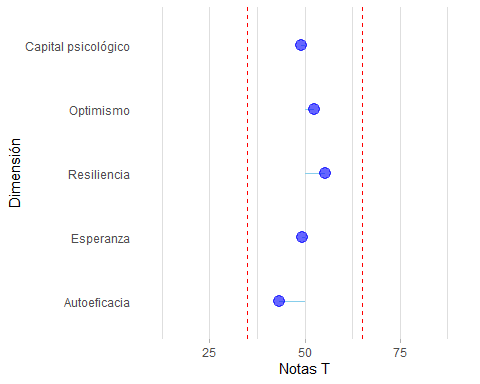 Capital psicológico
Optimismo
Resiliencia
Esperanza
Autoeficacia
Dimensión
25
50
75
Notas T